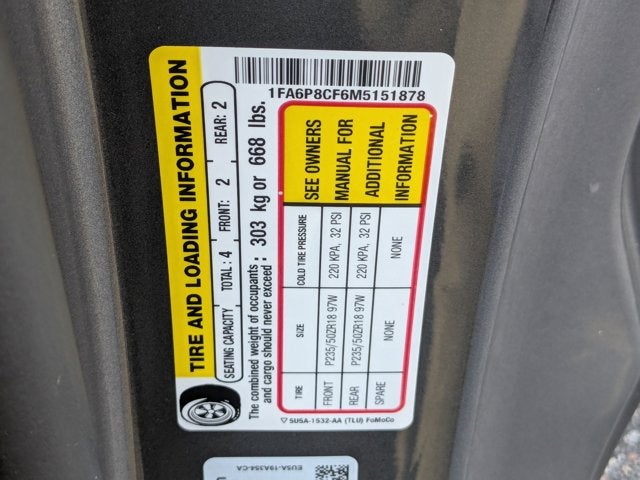 1FA6P8CF6M5151878
TIRE AND LOADING INFORMATION
SEATING CAPACITY TOTAL: 4 FRONT: 2 REAR: 2
The combined weight of occupants
and cargo should never exceed : 303 kg or 668 lbs.
TIRE SIZE COLD TIRE PRESSURE
FRONT P235/50ZR18 97W 220 KPA, 32 PSI
REAR P235/50ZR18 97W 220 KPA, 32 PSI
SPARE NONE NONE
SEE OWNERS
MANUAL FOR
ADDITIONAL
INFORMATION
5U5A-1532-AA (TLU) FoMoCo
EU5A-19A354-CA